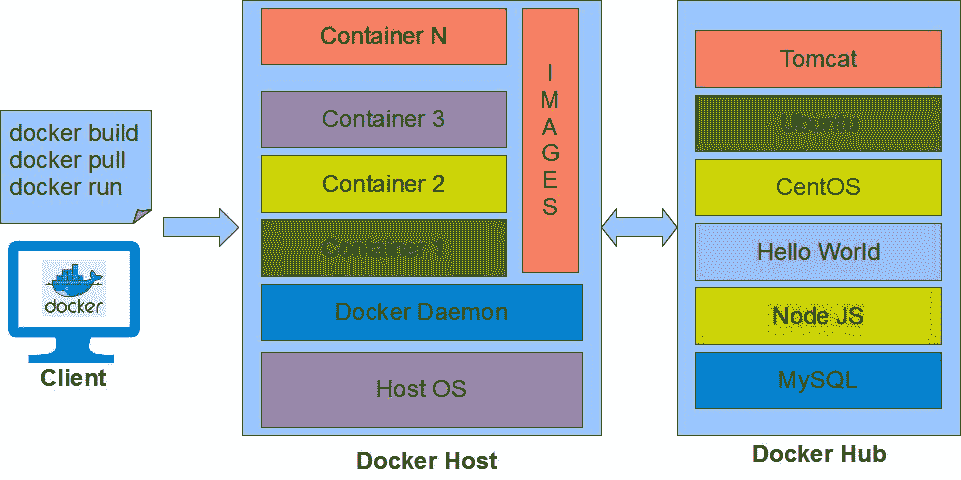 docker build
docker pull
docker run
docker
Client
Container N
Container 3
Container 2
Container 1
IMAGES
Docker Daemon
Host OS
Docker Host
Tomcat
Ubuntu
CentOS
Hello World
Node JS
MySQL
Docker Hub